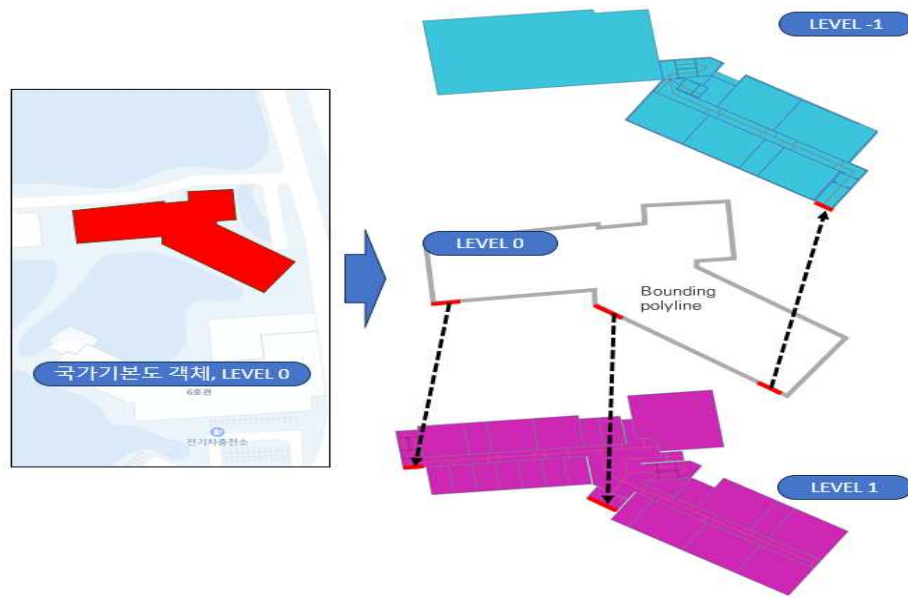 LEVEL -1
LEVEL 0
Bounding
polyline
국가기본도 객체, LEVEL 0
6호관
전기차충전소
LEVEL 1